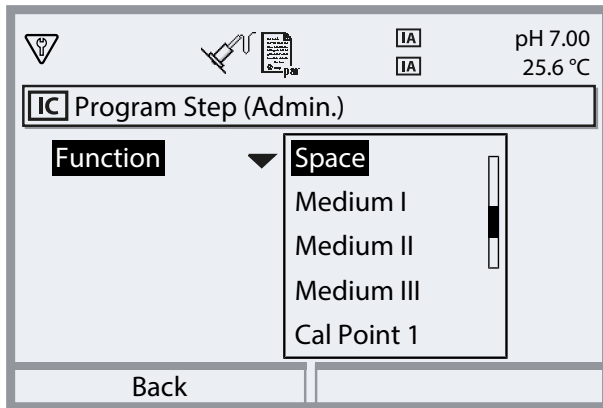 par
IA
pH 7.00
IA
25.6 °C
IC Program Step (Admin.)
Function
Space
Medium I
Medium II
Medium III
Cal Point 1
Back